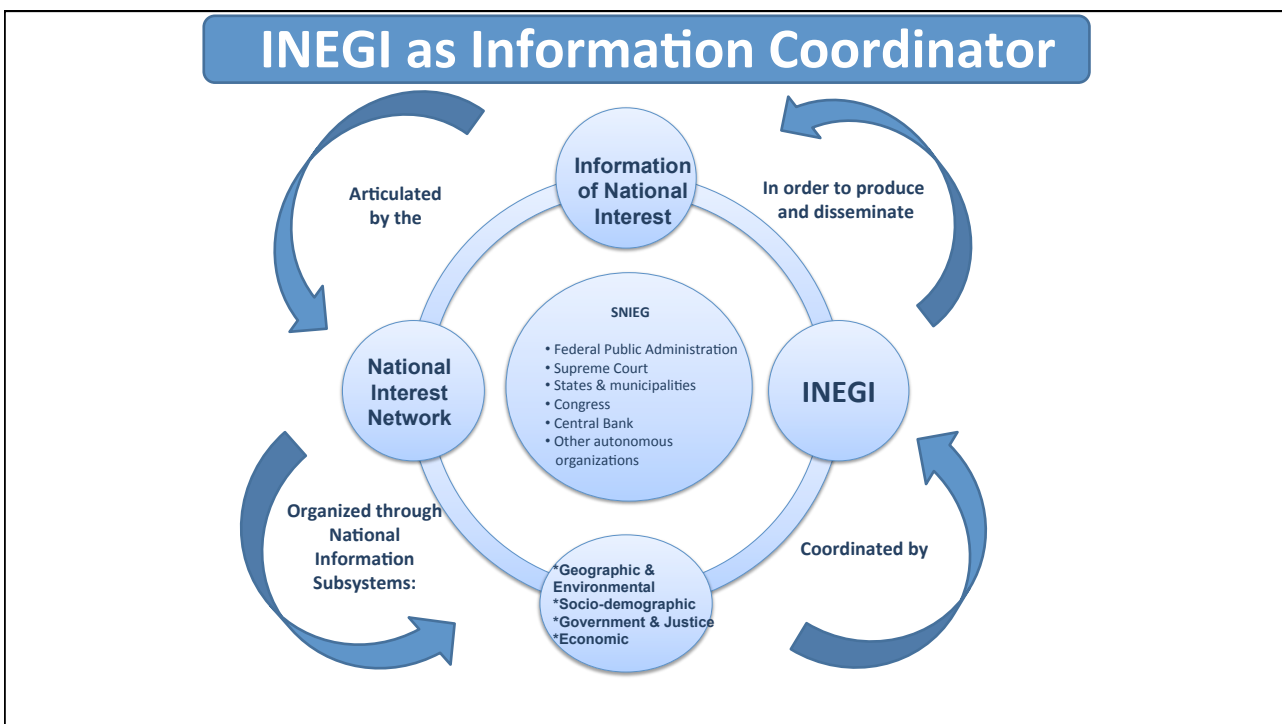 INEGI as Information Coordinator
Information
of National
Interest
Articulated
by the
In order to produce
and disseminate
SNIEG
• Federal Public Administration
• Supreme Court
• States & municipalities
• Congress
• Central Bank
• Other autonomous
organizations
National
Interest
Network
INEGI
Organized through
National
Information
Subsystems:
*Geographic &
Environmental
*Socio-demographic
*Government & Justice
*Economic
Coordinated by